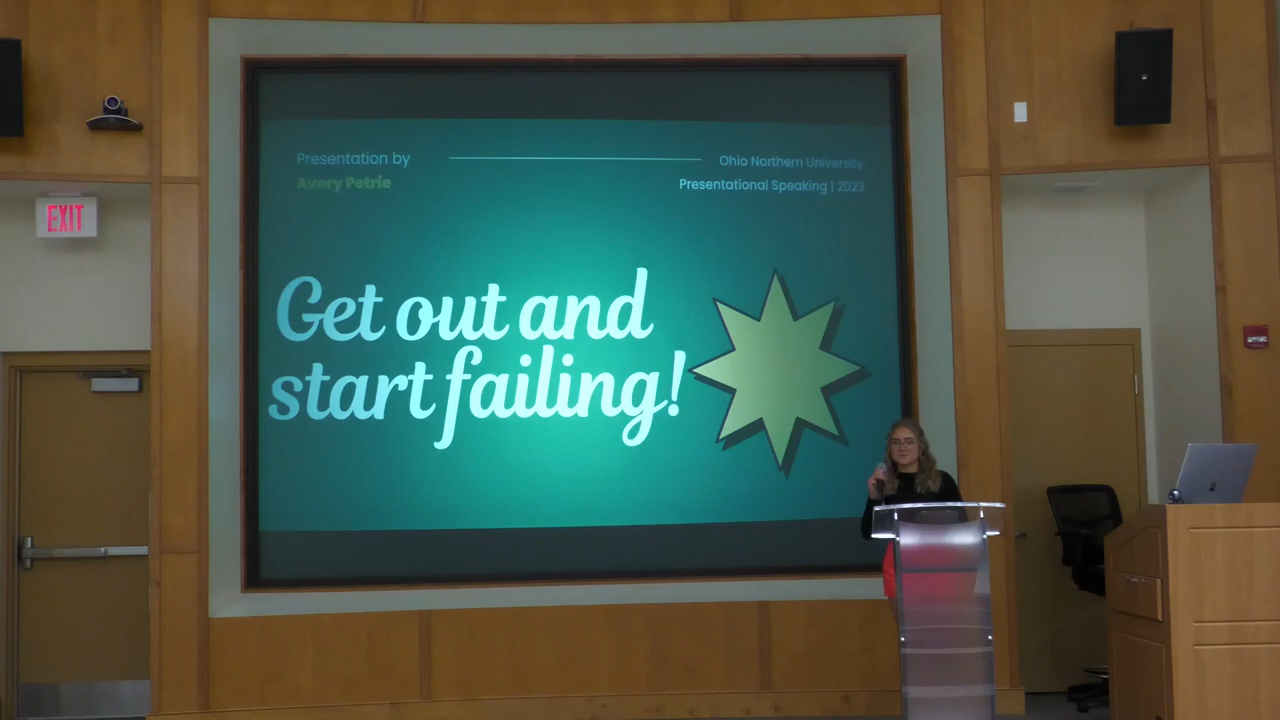 Presentation by
Avery Petrie
Ohio Northern University
Presentational Speaking | 2023
Get out and
start failing!
EXIT